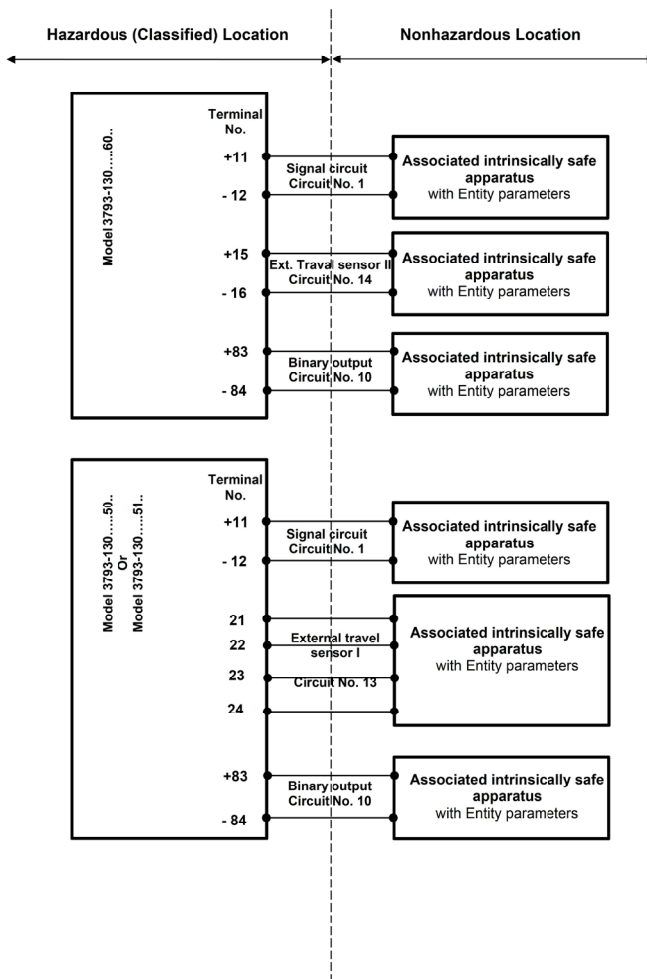 Hazardous (Classified) Location
Nonhazardous Location
Model 3793-130.....60..
Terminal
No.
+11
- 12
Signal circuit
Circuit No. 1
Associated intrinsically safe
apparatus
with Entity parameters
+15
- 16
Ext. Traval sensor II
Circuit No. 14
Associated intrinsically safe
apparatus
with Entity parameters
+83
- 84
Binary output
Circuit No. 10
Associated intrinsically safe
apparatus
with Entity parameters
Model 3793-130......50..
Or
Model 3793-130......51..
Terminal
No.
+11
- 12
Signal circuit
Circuit No. 1
Associated intrinsically safe
apparatus
with Entity parameters
21
22
23
24
External travel
sensor I
Circuit No. 13
Associated intrinsically safe
apparatus
with Entity parameters
+83
- 84
Binary output
Circuit No. 10
Associated intrinsically safe
apparatus
with Entity parameters